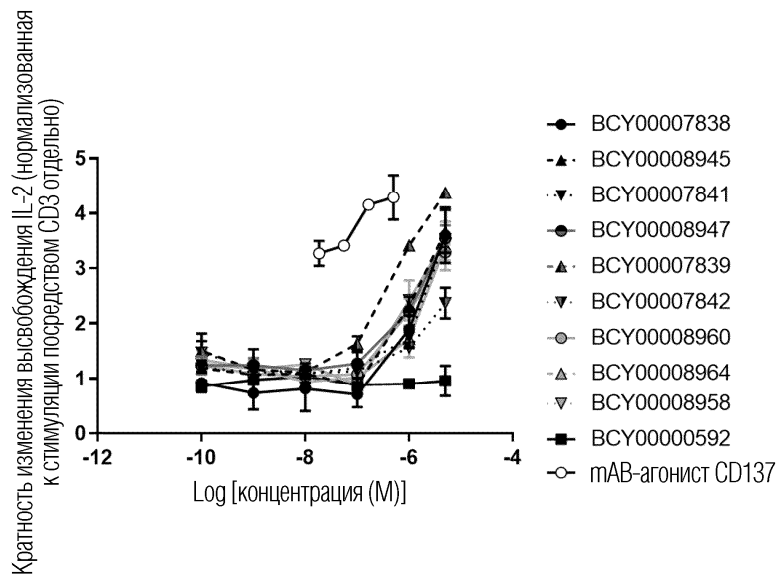 Кратность изменения высвобождения IL-2 (нормализованная
к стимуляции посредством CD3 отдельно)
5
4
3
2
1
0
-12
-10
-8
-6
-4
Log [концентрация (M)]
BCY00007838
BCY00008945
BCY00007841
BCY00008947
BCY00007839
BCY00007842
BCY00008960
BCY00008964
BCY00008958
BCY00000592
mAB-агонист CD137